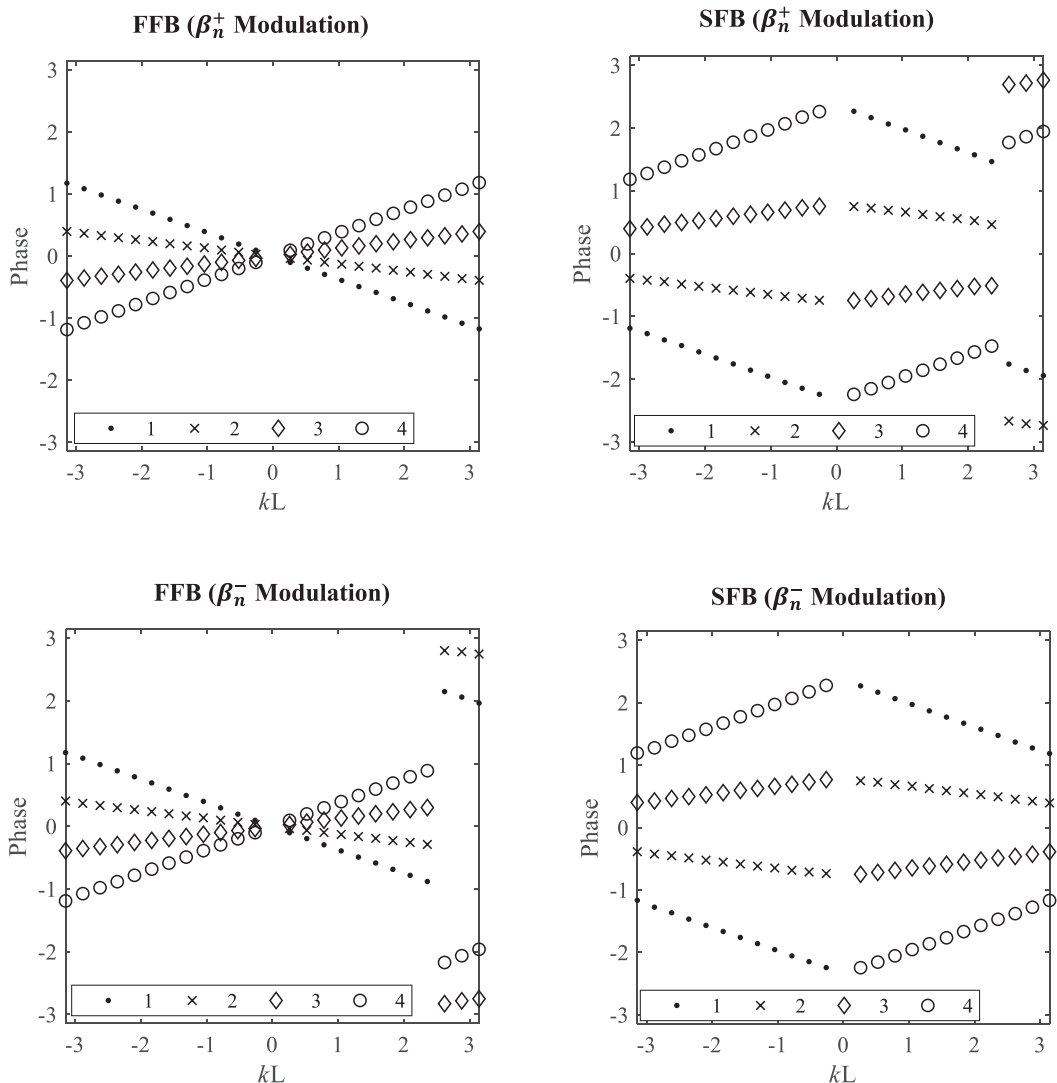 FFB (β_n^+ Modulation)
3
2
1
0
-1
-2
-3
Phase
1 2 3 4
-3 -2 -1 0 1 2 3
kL
SFB (β_n^+ Modulation)
3
2
1
0
-1
-2
-3
Phase
1 2 3 4
-3 -2 -1 0 1 2 3
kL
FFB (β_n^− Modulation)
3
2
1
0
-1
-2
-3
Phase
1 2 3 4
-3 -2 -1 0 1 2 3
kL
SFB (β_n^− Modulation)
3
2
1
0
-1
-2
-3
Phase
1 2 3 4
-3 -2 -1 0 1 2 3
kL